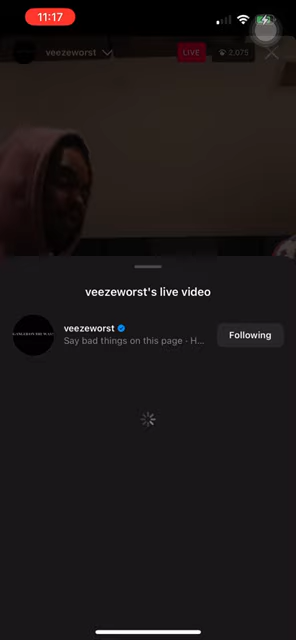 11:17
veezeworst
LIVE
2,075
veezeworst's live video
veezeworst
Say bad things on this page · H...
Following